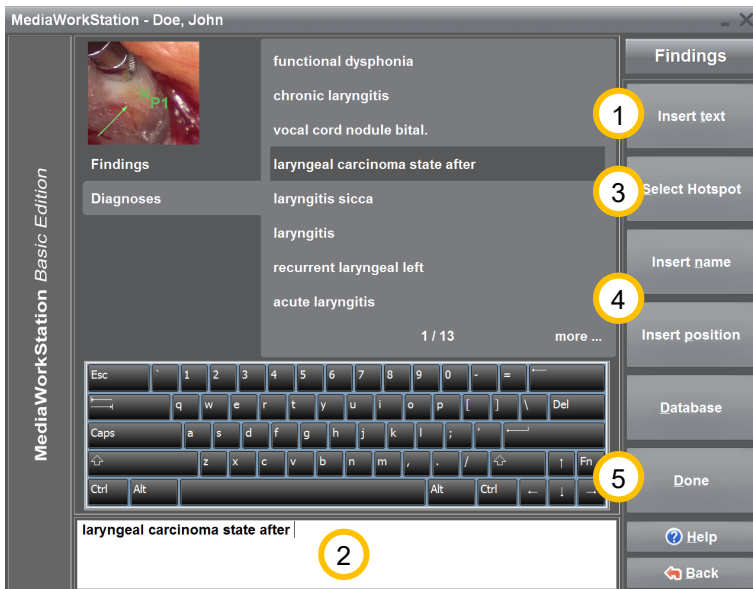 MediaWorkStation - Doe, John
MediaWorkStation Basic Edition
P1
Findings
Diagnoses
functional dysphonia
chronic laryngitis
vocal cord nodule bital.
laryngeal carcinoma state after
laryngitis sicca
laryngitis
recurrent laryngeal left
acute laryngitis
1 / 13 more ...
Esc ` 1 2 3 4 5 6 7 8 9 0 - = ←
q w e r t y u i o p [ ] \ Del
Caps a s d f g h j k l ; '
z x c v b n m , . / ↑ Fn
Ctrl Alt Alt Ctrl ← ↓ →
laryngeal carcinoma state after
2
Findings
1
Insert text
3
Select Hotspot
Insert name
4
Insert position
Database
5
Done
Help
Back